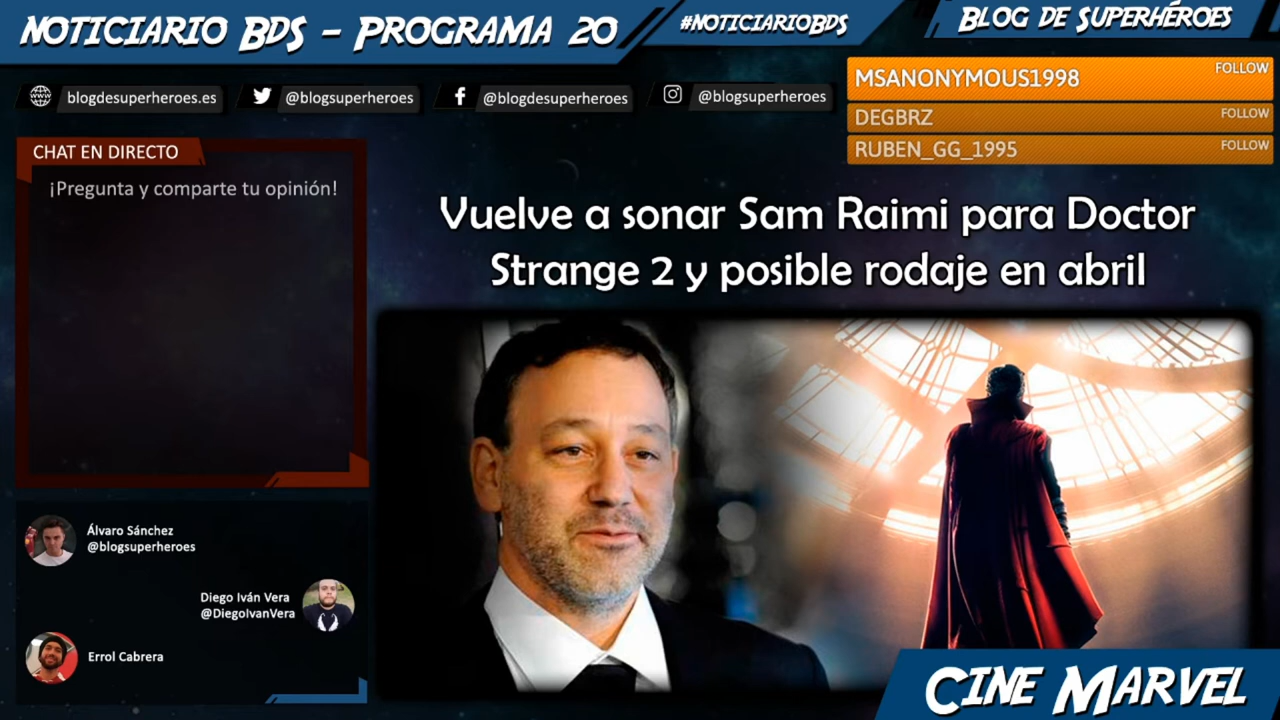 NOTICIARIO BDS - PROGRAMA 20
#NOTICIARIOBDS
BLOG DE SUPERHÉROES
www
blogdesuperheroes.es
@blogsuperheroes
@blogdesuperheroes
@blogsuperheroes
MSANONYMOUS1998 FOLLOW
DEGBRZ FOLLOW
RUBEN_GG_1995 FOLLOW
CHAT EN DIRECTO
¡Pregunta y comparte tu opinión!
Vuelve a sonar Sam Raimi para Doctor
Strange 2 y posible rodaje en abril
Álvaro Sánchez
@blogsuperheroes
Diego Iván Vera
@DiegoIvanVera
Errol Cabrera
CINE MARVEL